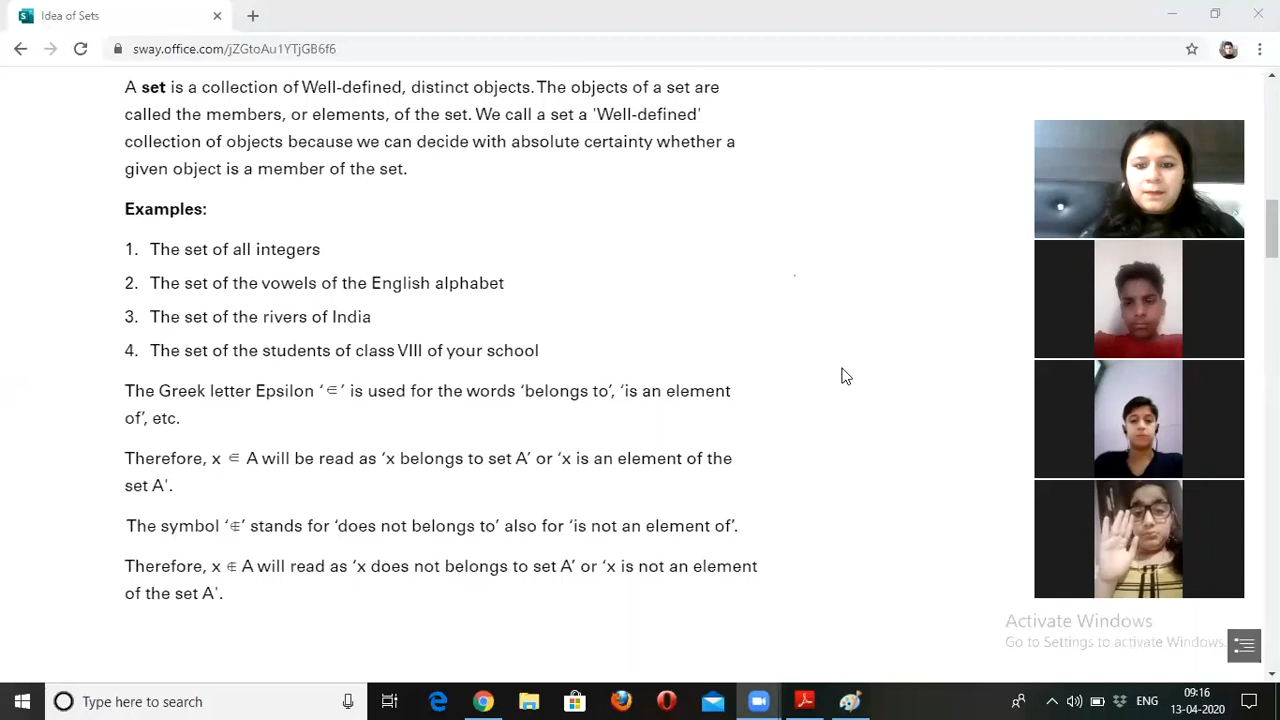 Idea of Sets
sway.office.com/jZGtoAu1YTjGB6f6
A set is a collection of Well-defined, distinct objects. The objects of a set are
called the members, or elements, of the set. We call a set a 'Well-defined'
collection of objects because we can decide with absolute certainty whether a
given object is a member of the set.
Examples:
1. The set of all integers
2. The set of the vowels of the English alphabet
3. The set of the rivers of India
4. The set of the students of class VIII of your school
The Greek letter Epsilon ‘∈’ is used for the words ‘belongs to’, ‘is an element
of’, etc.
Therefore, x ∈ A will be read as ‘x belongs to set A’ or ‘x is an element of the
set A'.
The symbol ‘∉’ stands for ‘does not belongs to’ also for ‘is not an element of’.
Therefore, x ∉ A will read as ‘x does not belongs to set A’ or ‘x is not an element
of the set A'.
Activate Windows
Go to Settings to activate Windows.
Type here to search
ENG
09:16
13-04-2020